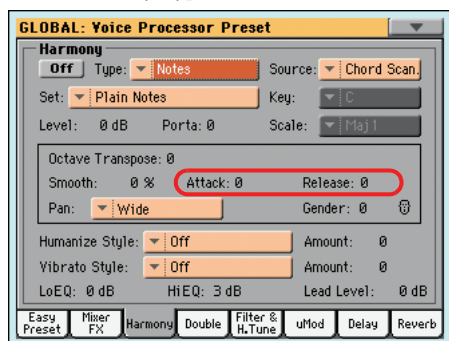 GLOBAL: Voice Processor Preset
Harmony
Off Type: Notes Source: Chord Scan.
Set: Plain Notes Key: C
Level: 0 dB Porta: 0 Scale: Maj1
Octave Transpose: 0
Smooth: 0 % Attack: 0 Release: 0
Pan: Wide Gender: 0
Humanize Style: Off Amount: 0
Vibrato Style: Off Amount: 0
LoEQ: 0 dB HiEQ: 3 dB Lead Level: 0 dB
Easy Preset Mixer FX Harmony Double Filter & H.Tune uMod Delay Reverb